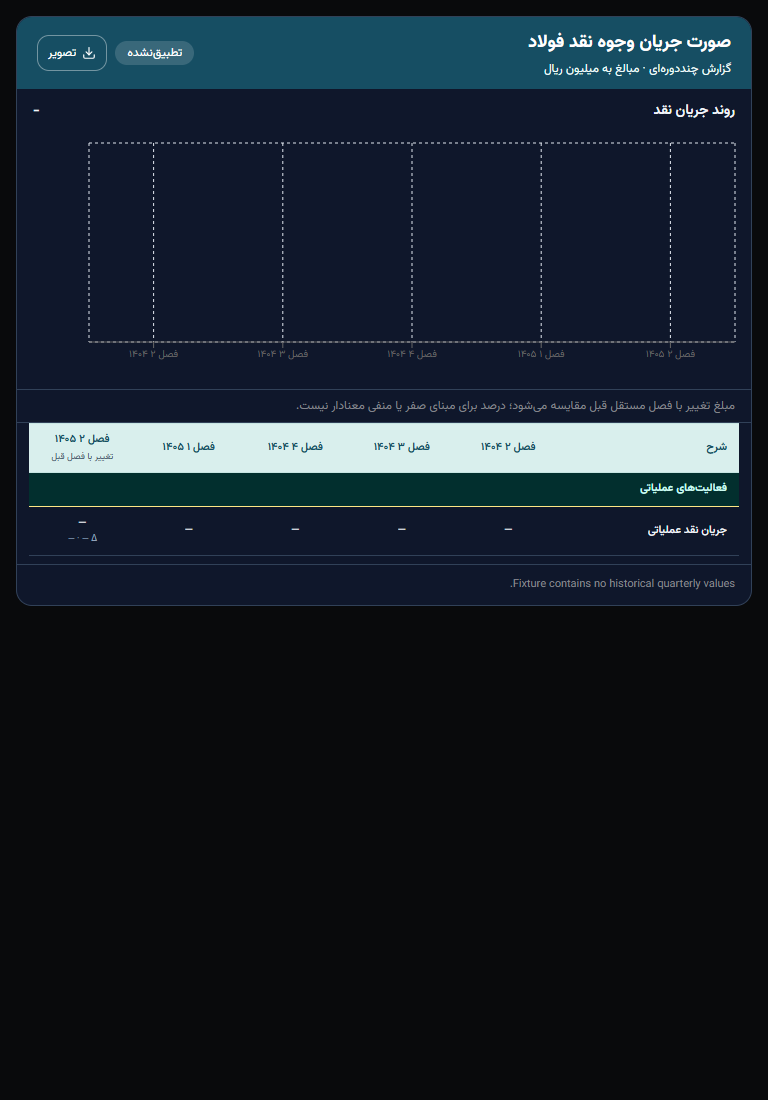 صورت جریان وجوه نقد فولاد
گزارش چنددوره‌ای · مبالغ به میلیون ریال
تطبیق‌نشده
تصویر
روند جریان نقد
-
فصل ۲ ۱۴۰۴
فصل ۳ ۱۴۰۴
فصل ۴ ۱۴۰۴
فصل ۱ ۱۴۰۵
فصل ۲ ۱۴۰۵
مبلغ تغییر با فصل مستقل قبل مقایسه می‌شود؛ درصد برای مبنای صفر یا منفی معنادار نیست.
شرح فصل ۲ ۱۴۰۴ فصل ۳ ۱۴۰۴ فصل ۴ ۱۴۰۴ فصل ۱ ۱۴۰۵ فصل ۲ ۱۴۰۵
تغییر با فصل قبل
فعالیت‌های عملیاتی
جریان نقد عملیاتی — — — — —
Δ — · —
Fixture contains no historical quarterly values.